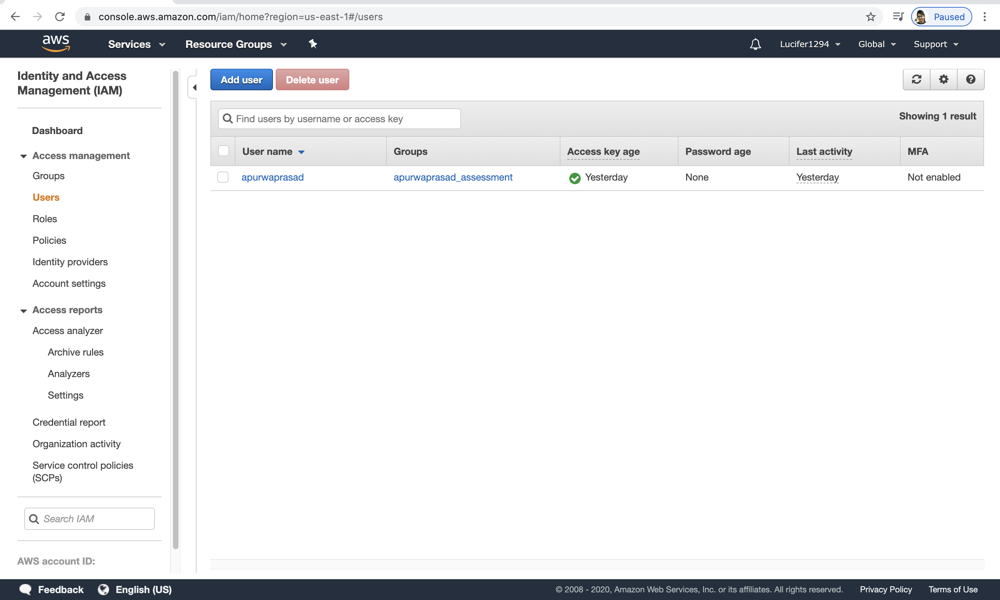 console.aws.amazon.com/iam/home?region=us-east-1#/users
Paused
aws
Services
Resource Groups
Lucifer1294
Global
Support
Identity and Access
Management (IAM)
Dashboard
Access management
Groups
Users
Roles
Policies
Identity providers
Account settings
Access reports
Access analyzer
Archive rules
Analyzers
Settings
Credential report
Organization activity
Service control policies
(SCPs)
Search IAM
AWS account ID:
Add user
Delete user
Find users by username or access key
Showing 1 result
User name
Groups
Access key age
Password age
Last activity
MFA
apurwaprasad
apurwaprasad_assessment
Yesterday
None
Yesterday
Not enabled
Feedback
English (US)
© 2008 - 2020, Amazon Web Services, Inc. or its affiliates. All rights reserved.
Privacy Policy
Terms of Use